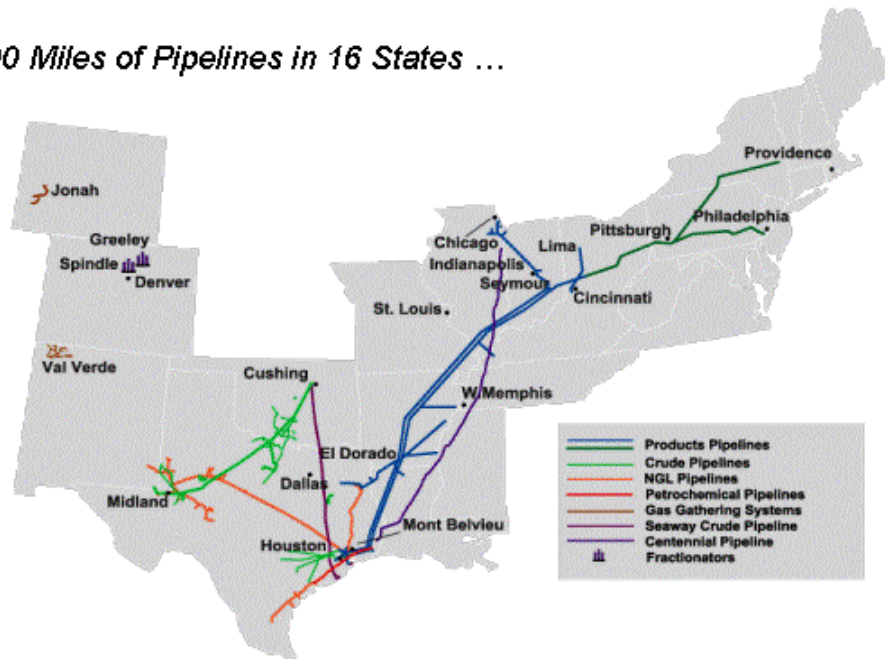 00 Miles of Pipelines in 16 States ...
Providence
Jonah
Philadelphia
Greeley
Pittsburgh
Chicago
Lima
Spindle
Indianapolis
Denver
Seymour
Cincinnati
St. Louis
Val Verde
Cushing
W. Memphis
El Dorado
Dallas
Midland
Mont Belvieu
Houston
Products Pipelines
Crude Pipelines
NGL Pipelines
Petrochemical Pipelines
Gas Gathering Systems
Seaway Crude Pipeline
Centennial Pipeline
Fractionators